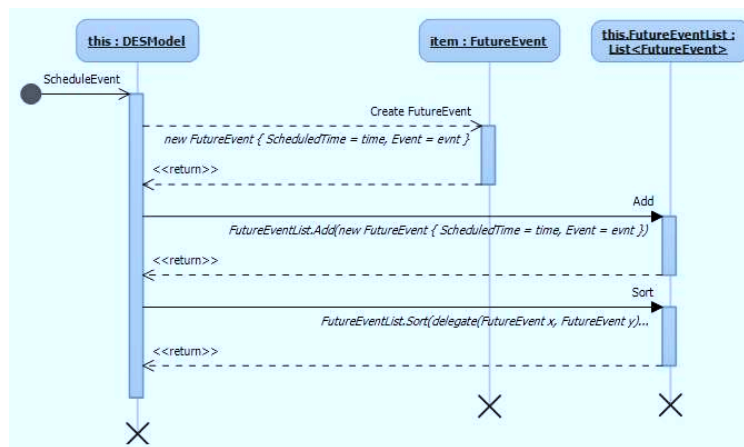 this : DESModel
item : FutureEvent
this.FutureEventList :
List<FutureEvent>
ScheduleEvent
Create FutureEvent
new FutureEvent { ScheduledTime = time, Event = evnt }
<<return>>
Add
FutureEventList.Add(new FutureEvent { ScheduledTime = time, Event = evnt })
<<return>>
Sort
FutureEventList.Sort(delegate(FutureEvent x, FutureEvent y)...
<<return>>